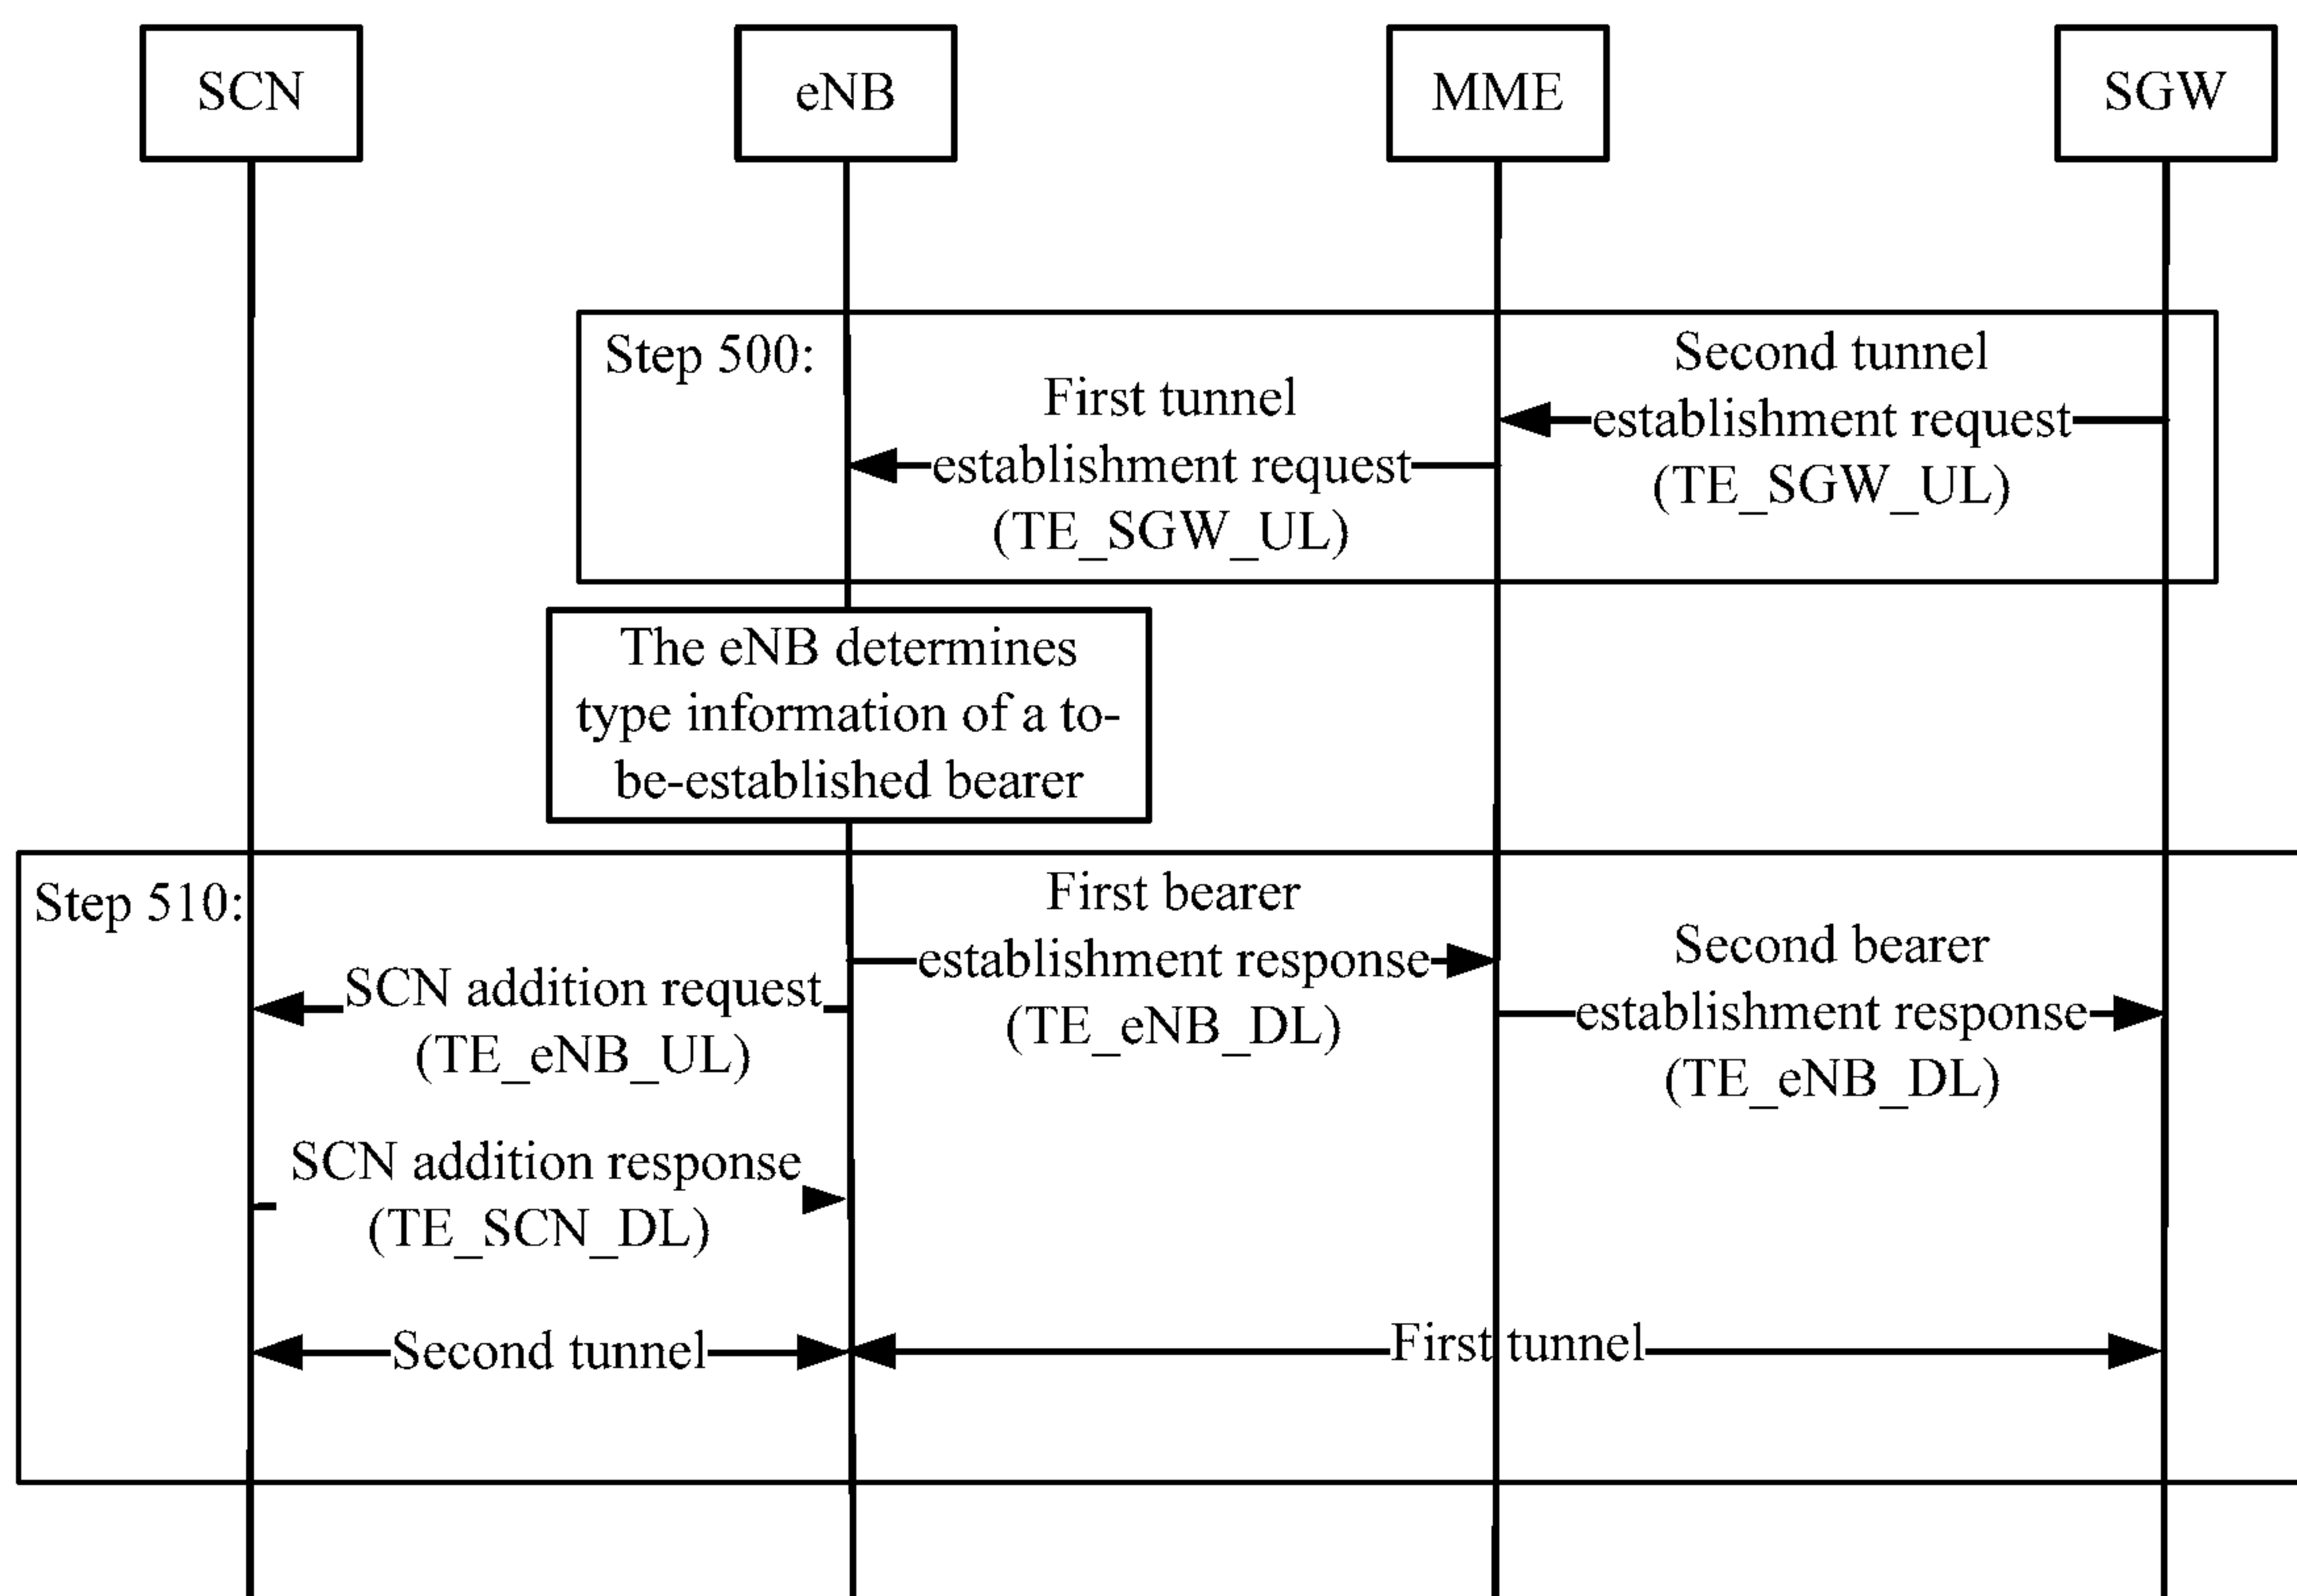 SCN
eNB
MME
SGW
Step 500:
Second tunnel
establishment request
(TE_SGW_UL)
First tunnel
establishment request
(TE_SGW_UL)
The eNB determines
type information of a to-
be-established bearer
Step 510:
First bearer
establishment response
(TE_eNB_DL)
Second bearer
establishment response
(TE_eNB_DL)
SCN addition request
(TE_eNB_UL)
SCN addition response
(TE_SCN_DL)
Second tunnel
First tunnel